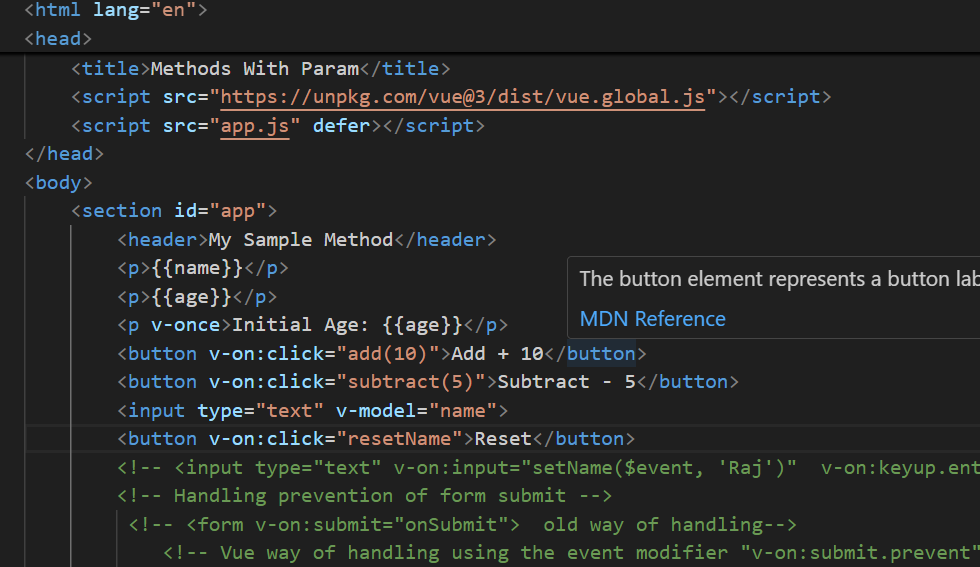 <html lang="en">
<head>
<title>Methods With Param</title>
<script src="https://unpkg.com/vue@3/dist/vue.global.js"></script>
<script src="app.js" defer></script>
</head>
<body>
<section id="app">
<header>My Sample Method</header>
<p>{{name}}</p>
<p>{{age}}</p>
<p v-once>Initial Age: {{age}}</p>
<button v-on:click="add(10)">Add + 10</button>
<button v-on:click="subtract(5)">Subtract - 5</button>
<input type="text" v-model="name">
<button v-on:click="resetName">Reset</button>
<!-- <input type="text" v-on:input="setName($event, 'Raj')"  v-on:keyup.ent
<!-- Handling prevention of form submit -->
<!-- <form v-on:submit="onSubmit">  old way of handling-->
<!-- Vue way of handling using the event modifier "v-on:submit.prevent"
The button element represents a button lab
MDN Reference